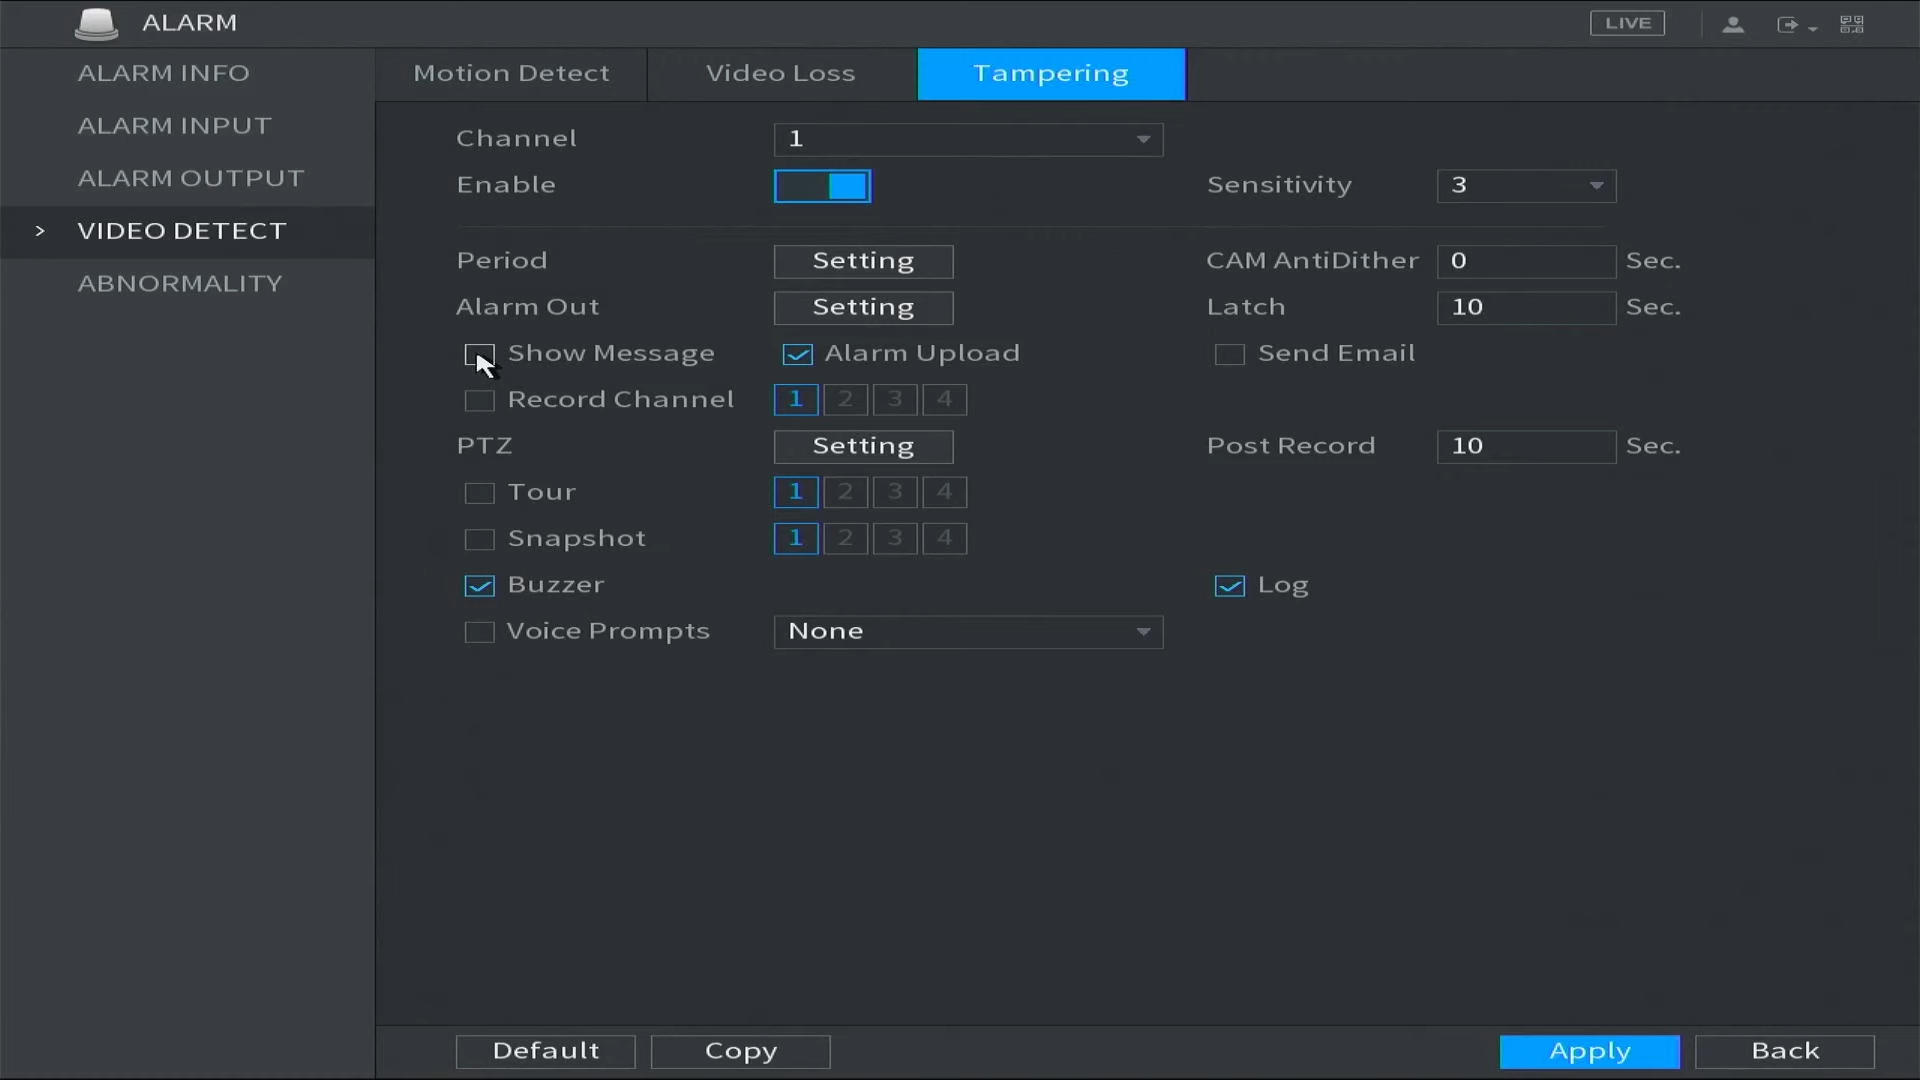 ALARM
LIVE
ALARM INFO
ALARM INPUT
ALARM OUTPUT
> VIDEO DETECT
ABNORMALITY
Motion Detect Video Loss Tampering
Channel 1
Enable Sensitivity 3
Period Setting CAM AntiDither 0 Sec.
Alarm Out Setting Latch 10 Sec.
Show Message Alarm Upload Send Email
Record Channel 1 2 3 4
PTZ Setting Post Record 10 Sec.
Tour 1 2 3 4
Snapshot 1 2 3 4
Buzzer Log
Voice Prompts None
Default Copy Apply Back